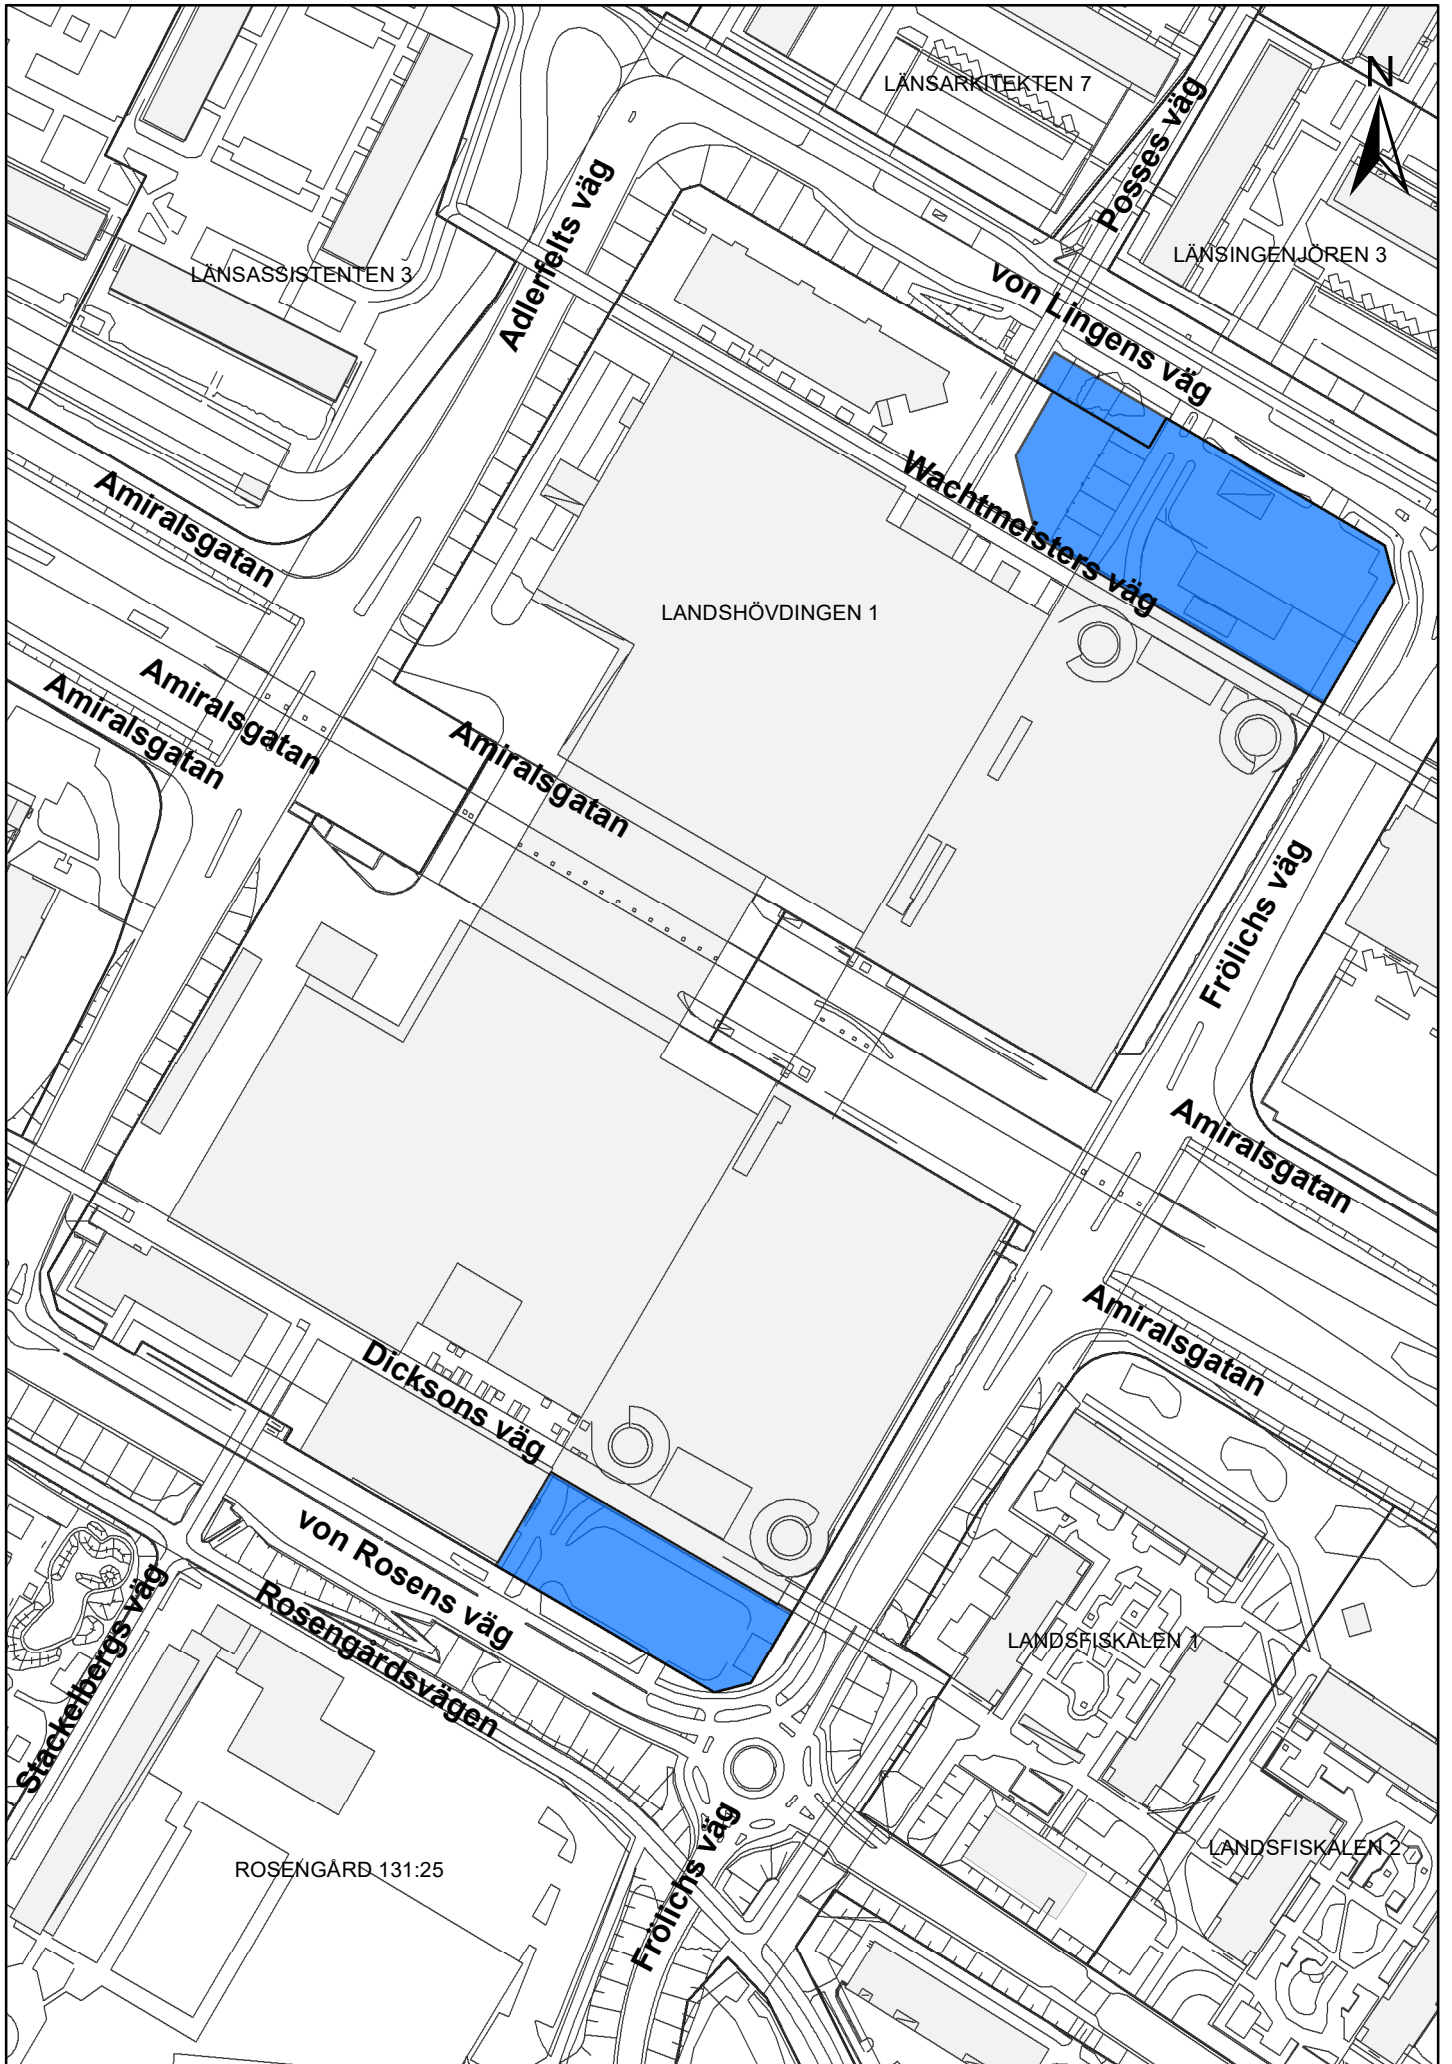 LÄNSARKITEKTEN 7
N
Posses väg
LÄNSINGENJÖREN 3
Adlerfelts väg
LÄNSASSISTENTEN 3
von Lingens väg
Wachtmeisters väg
Amiralsgatan
LANDSHÖVDINGEN 1
Amiralsgatan
Amiralsgatan
Amiralsgatan
Frölichs väg
Amiralsgatan
Amiralsgatan
Dicksons väg
von Rosens väg
Rosengårdsvägen
Stackelbergs väg
LANDSFISKALEN 1
LANDSFISKALEN 2
ROSENGÅRD 131:25
Frölichs väg